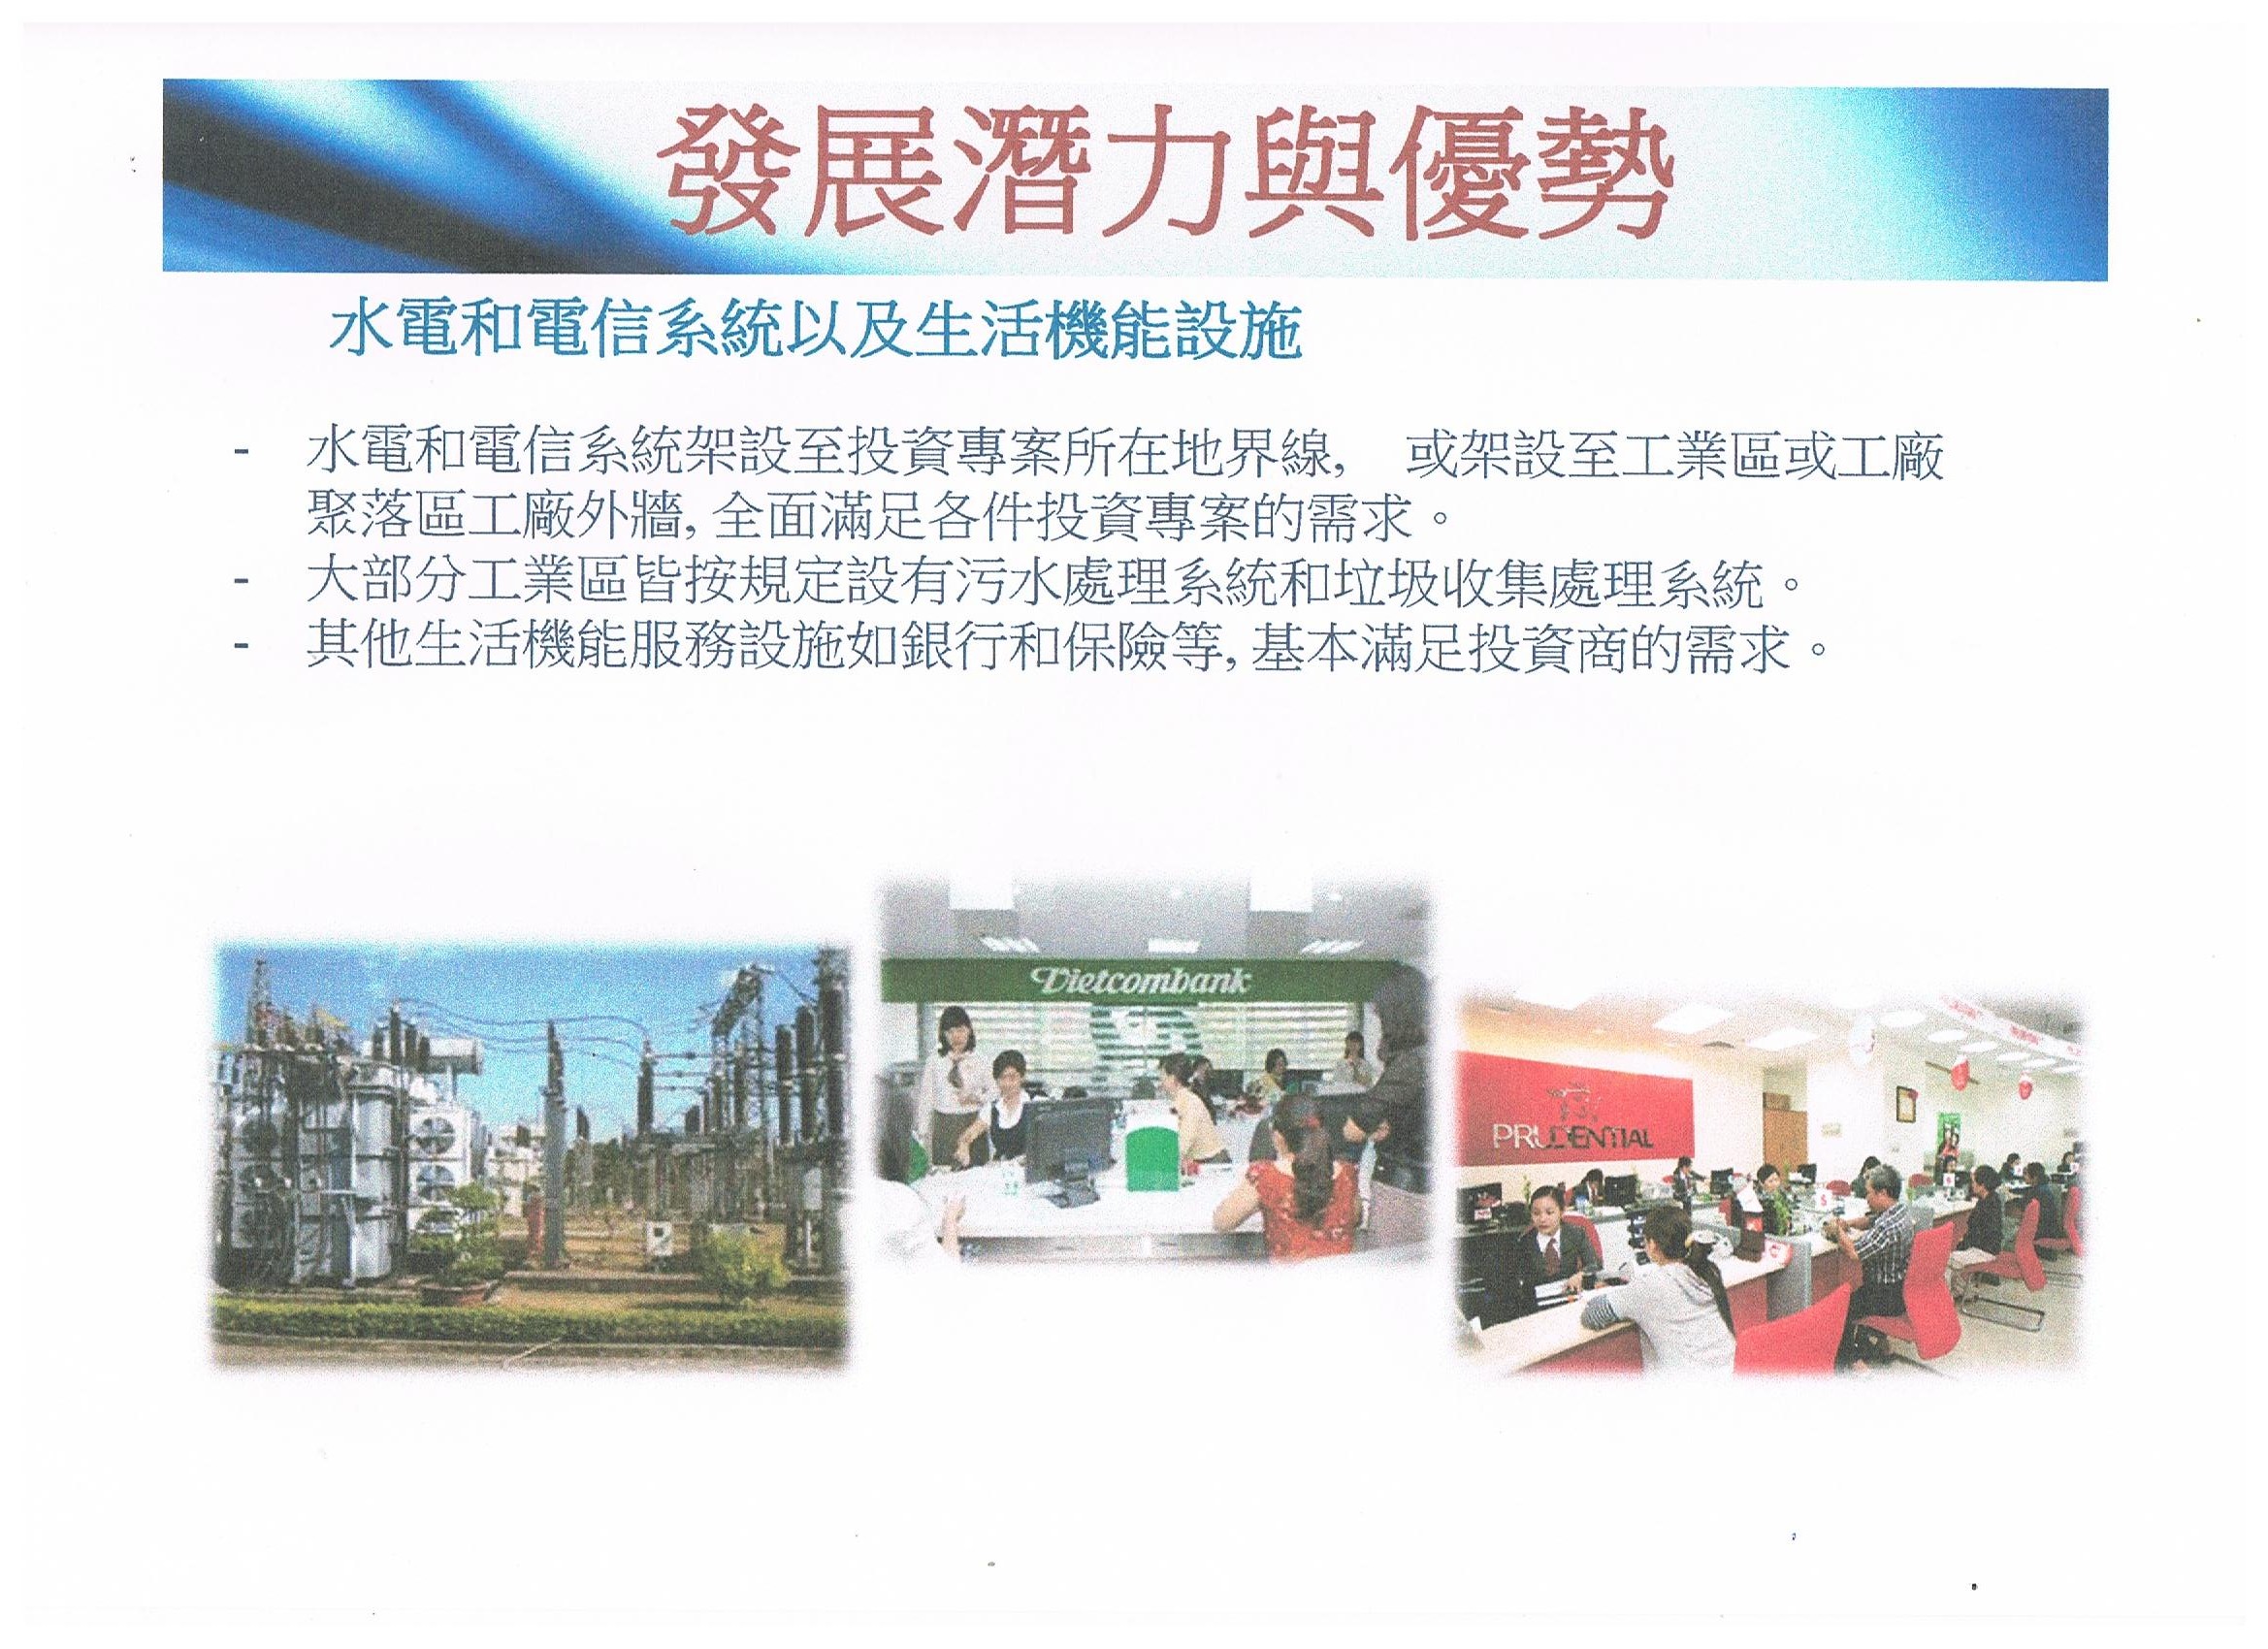 發展潛力與優勢
水電和電信系統以及生活機能設施
- 水電和電信系統架設至投資專案所在地界線, 或架設至工業區或工廠
聚落區工廠外牆, 全面滿足各件投資專案的需求。
- 大部分工業區皆按規定設有污水處理系統和垃圾收集處理系統。
- 其他生活機能服務設施如銀行和保險等, 基本滿足投資商的需求。
Vietcombank
PRUDENTIAL